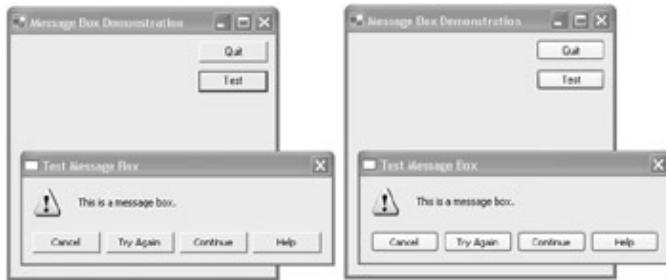 Message Box Demonstration
Quit
Test
Test Message Box
This is a message box.
Cancel Try Again Continue Help
Message Box Demonstration
Quit
Test
Test Message Box
This is a message box.
Cancel Try Again Continue Help